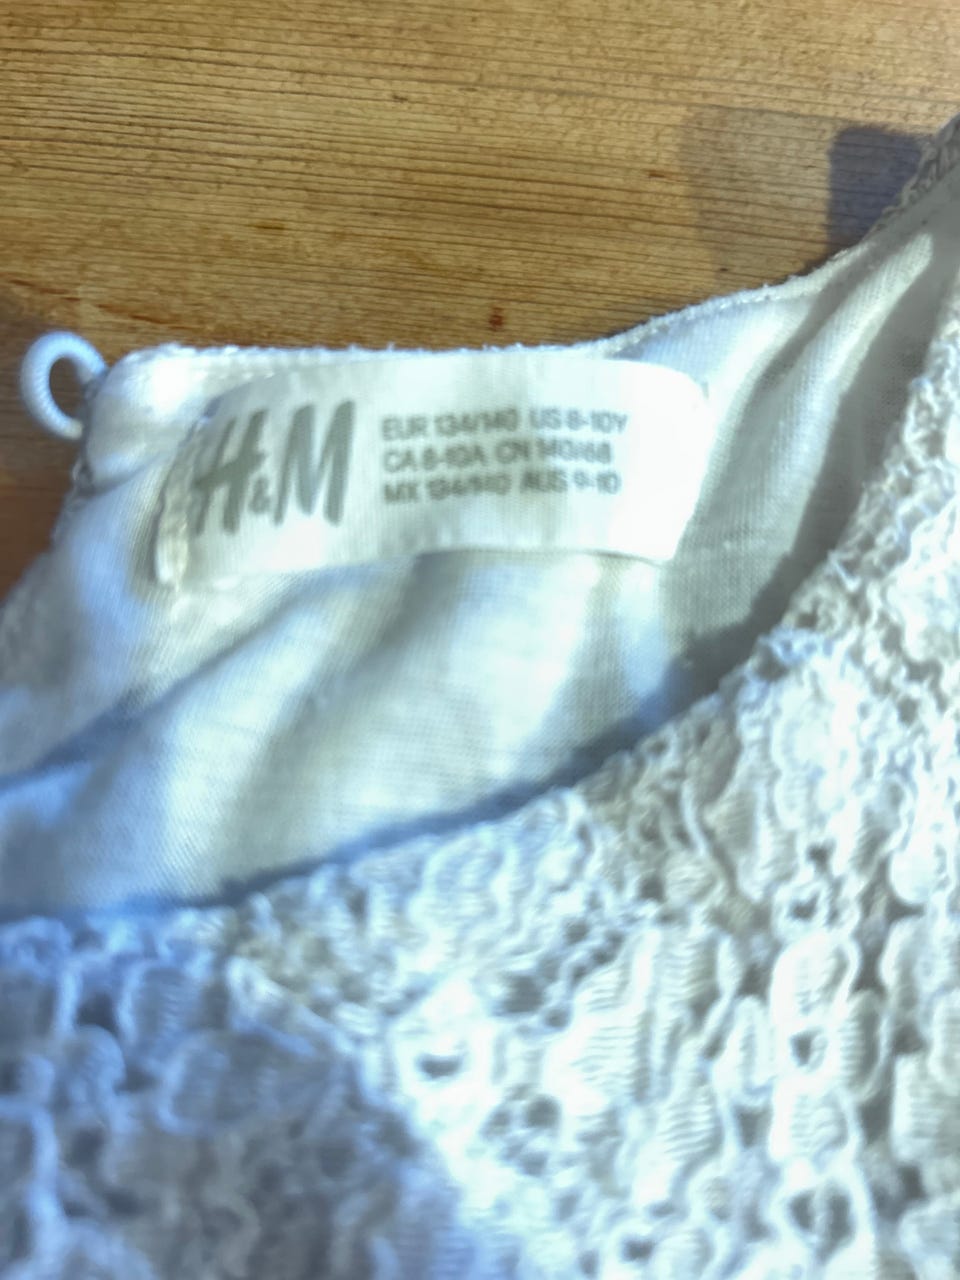 H&M
EUR 134/140 US 8-10Y
CA 8-10A CN 140/68
MX 134/140 AUS 9-10